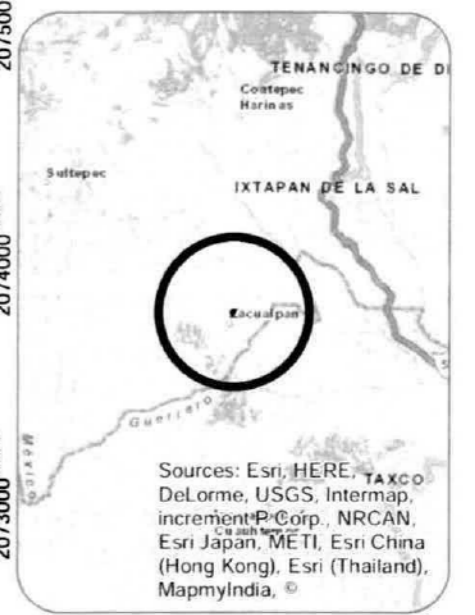 2077500
TENANCINGO DE D
Coatepec
Harinas
Sultepec
IXTAPAN DE LA SAL
2074000
Zacualpan
Guerrero
México
2073000
TAXCO
Sources: Esri, HERE,
DeLorme, USGS, Intermap,
increment P Corp., NRCAN,
Esri Japan, METI, Esri China
(Hong Kong), Esri (Thailand),
MapmyIndia, ©